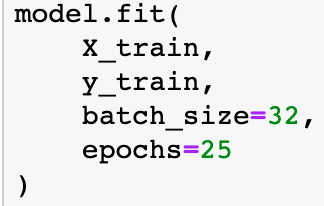 model.fit(
    X_train,
    y_train,
    batch_size=32,
    epochs=25
)